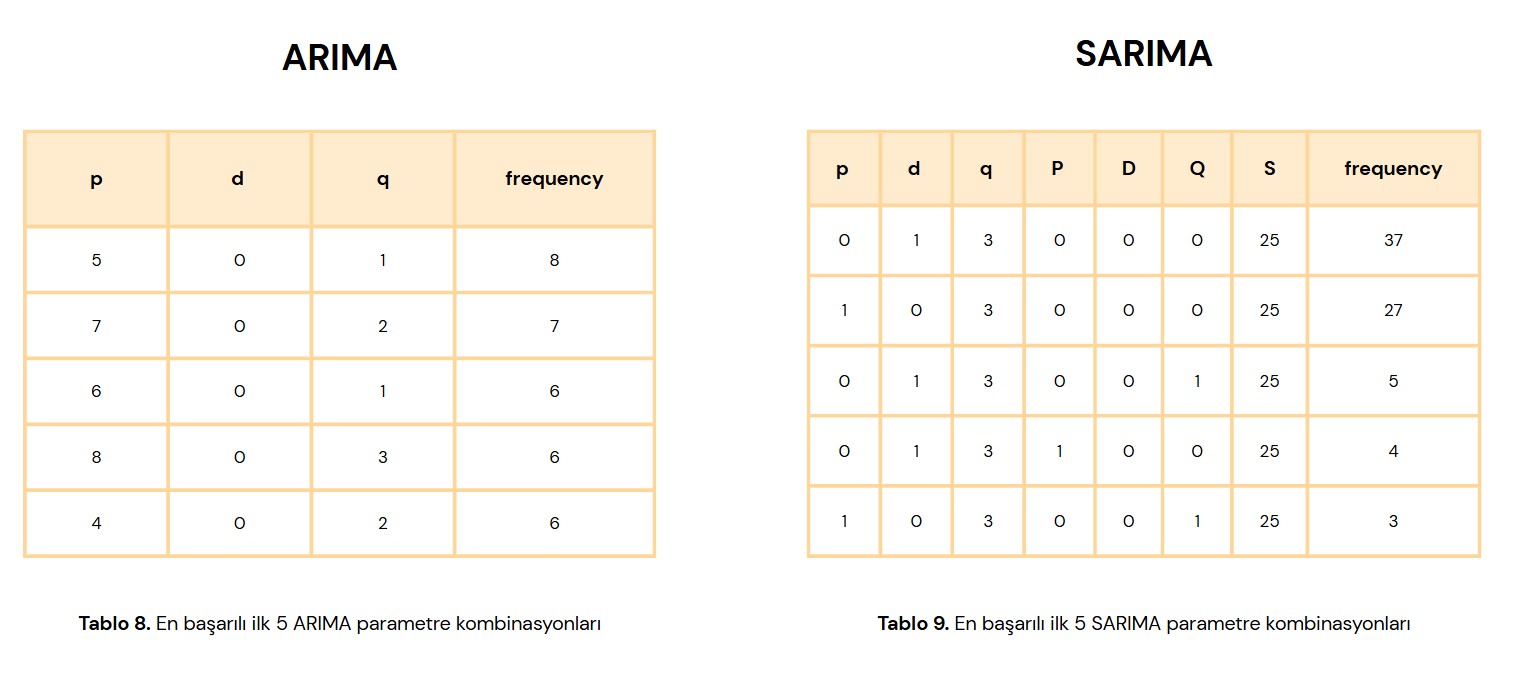 ARIMA
p d q frequency
5 0 1 8
7 0 2 7
6 0 1 6
8 0 3 6
4 0 2 6
Tablo 8. En başarılı ilk 5 ARIMA parametre kombinasyonları
SARIMA
p d q P D Q S frequency
0 1 3 0 0 0 25 37
1 0 3 0 0 0 25 27
0 1 3 0 0 1 25 5
0 1 3 1 0 0 25 4
1 0 3 0 0 1 25 3
Tablo 9. En başarılı ilk 5 SARIMA parametre kombinasyonları